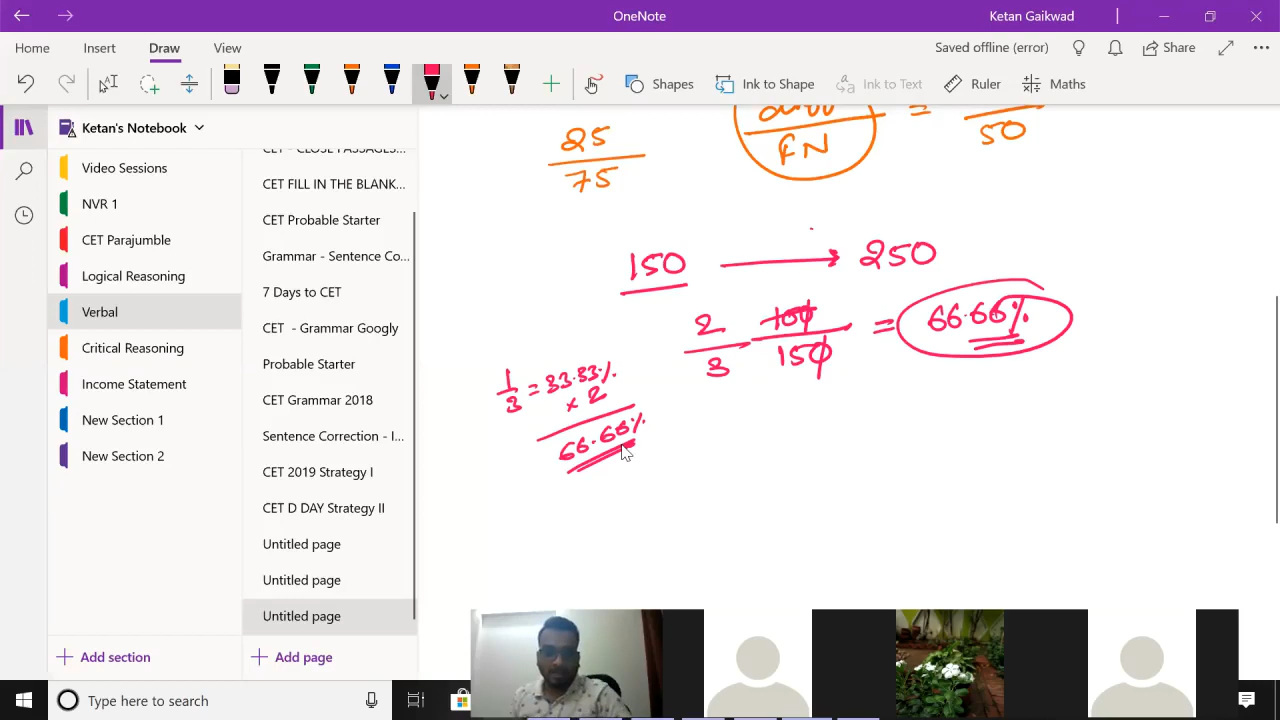 OneNote
Ketan Gaikwad
Home
Insert
Draw
View
Saved offline (error)
Share
Shapes
Ink to Shape
Ink to Text
Ruler
Maths
Ketan's Notebook
Video Sessions
NVR 1
CET Parajumble
Logical Reasoning
Verbal
Critical Reasoning
Income Statement
New Section 1
New Section 2
Add section
CET - CLOSE PASSAGES...
CET FILL IN THE BLANK...
CET Probable Starter
Grammar - Sentence Co...
7 Days to CET
CET - Grammar Googly
Probable Starter
CET Grammar 2018
Sentence Correction - I...
CET 2019 Strategy I
CET D DAY Strategy II
Untitled page
Untitled page
Untitled page
Add page
25
75
FN
=
50
150 → 250
2
3
100
150
= 66.66%
1
3
= 33.33%
× 2
66.66%
Type here to search